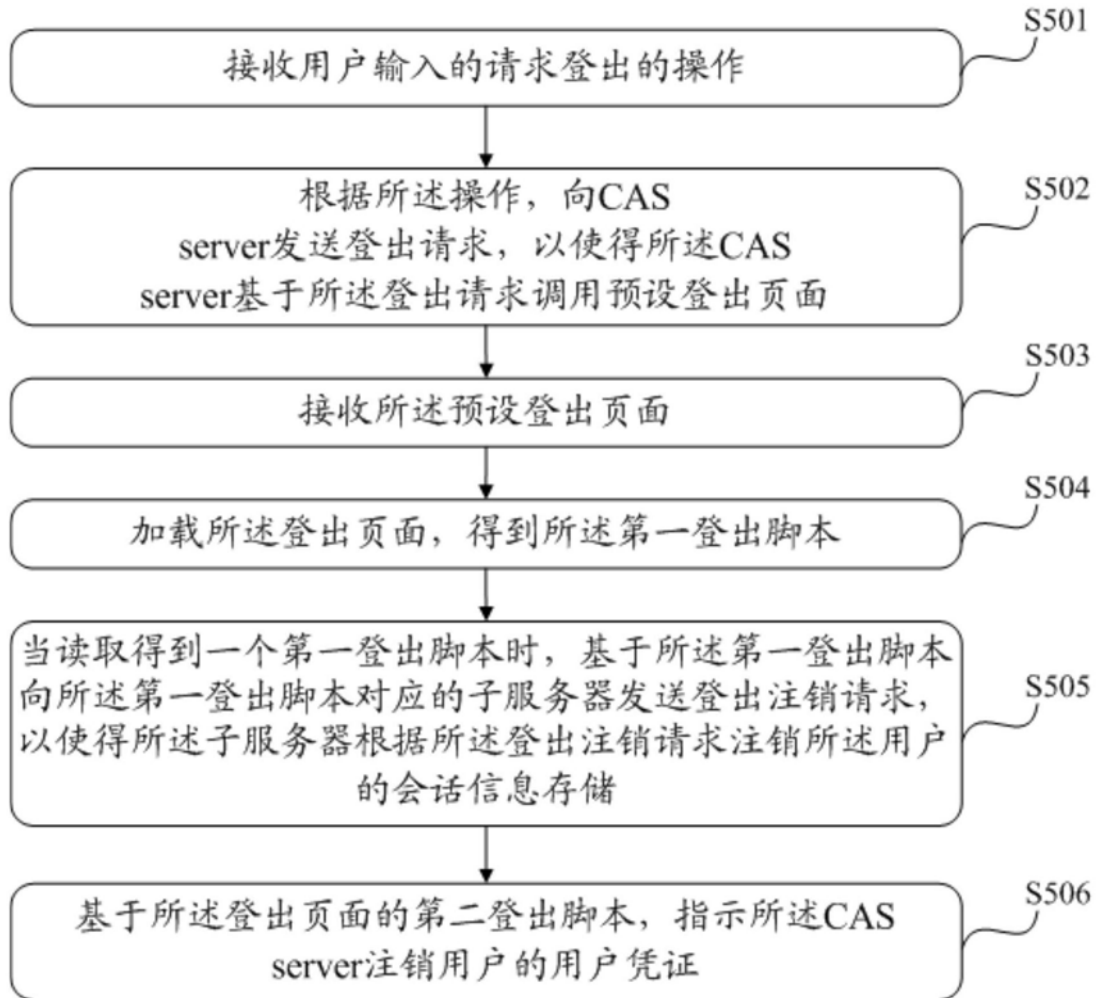 S501
接收用户输入的请求登出的操作
S502
根据所述操作，向CAS
server发送登出请求，以使得所述CAS
server基于所述登出请求调用预设登出页面
S503
接收所述预设登出页面
S504
加载所述登出页面，得到所述第一登出脚本
当读取得到一个第一登出脚本时，基于所述第一登出脚本
向所述第一登出脚本对应的子服务器发送登出注销请求，
S505
以使得所述子服务器根据所述登出注销请求注销所述用户
的会话信息存储
S506
基于所述登出页面的第二登出脚本，指示所述CAS
server注销用户的用户凭证